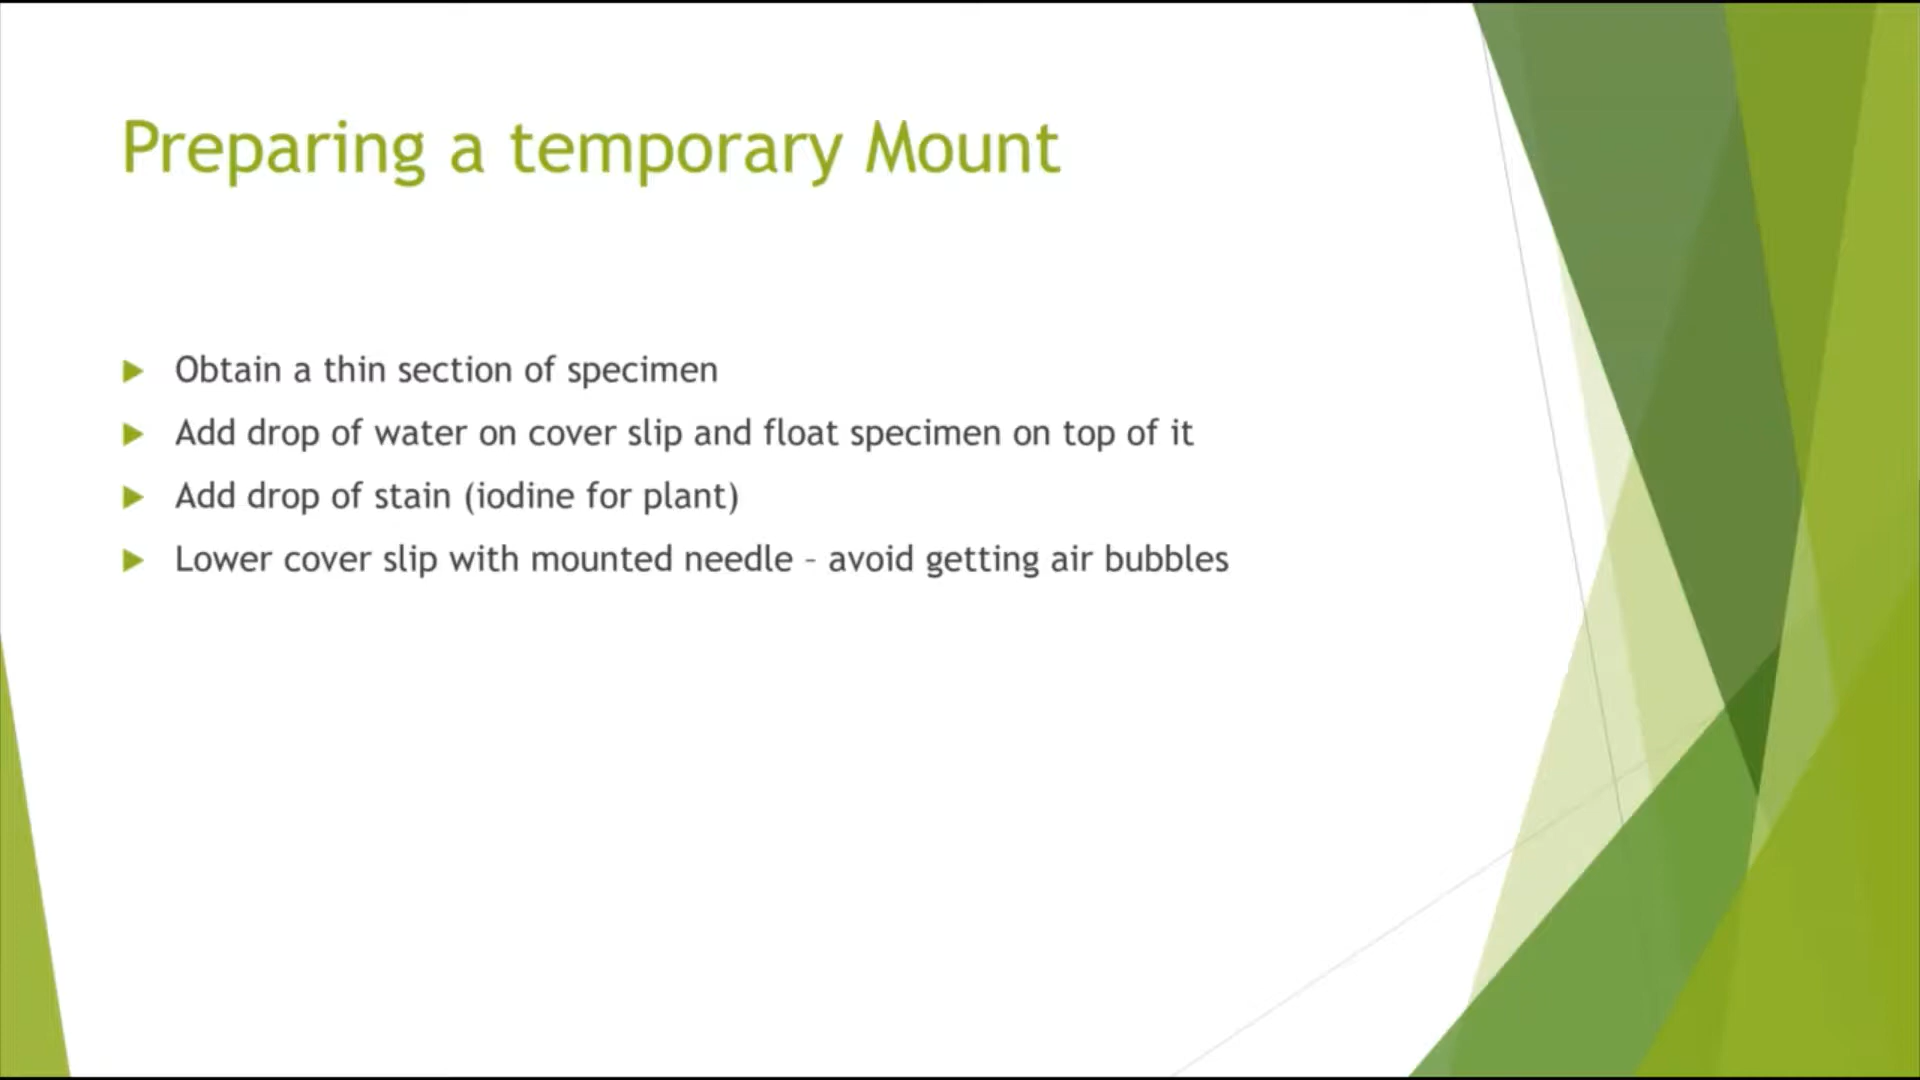 Preparing a temporary Mount
Obtain a thin section of specimen
Add drop of water on cover slip and float specimen on top of it
Add drop of stain (iodine for plant)
Lower cover slip with mounted needle – avoid getting air bubbles